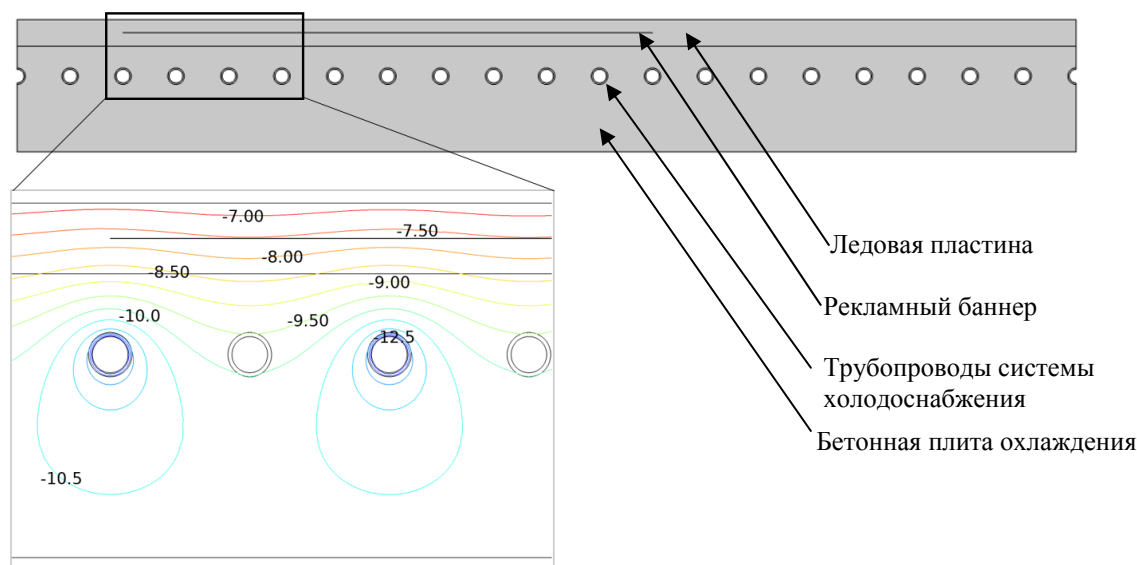 -7.00
-7.50
-8.00
-8.50
-9.00
-10.0
-9.50
-12.5
-10.5
Ледовая пластина
Рекламный баннер
Трубопроводы системы
холодоснабжения
Бетонная плита охлаждения